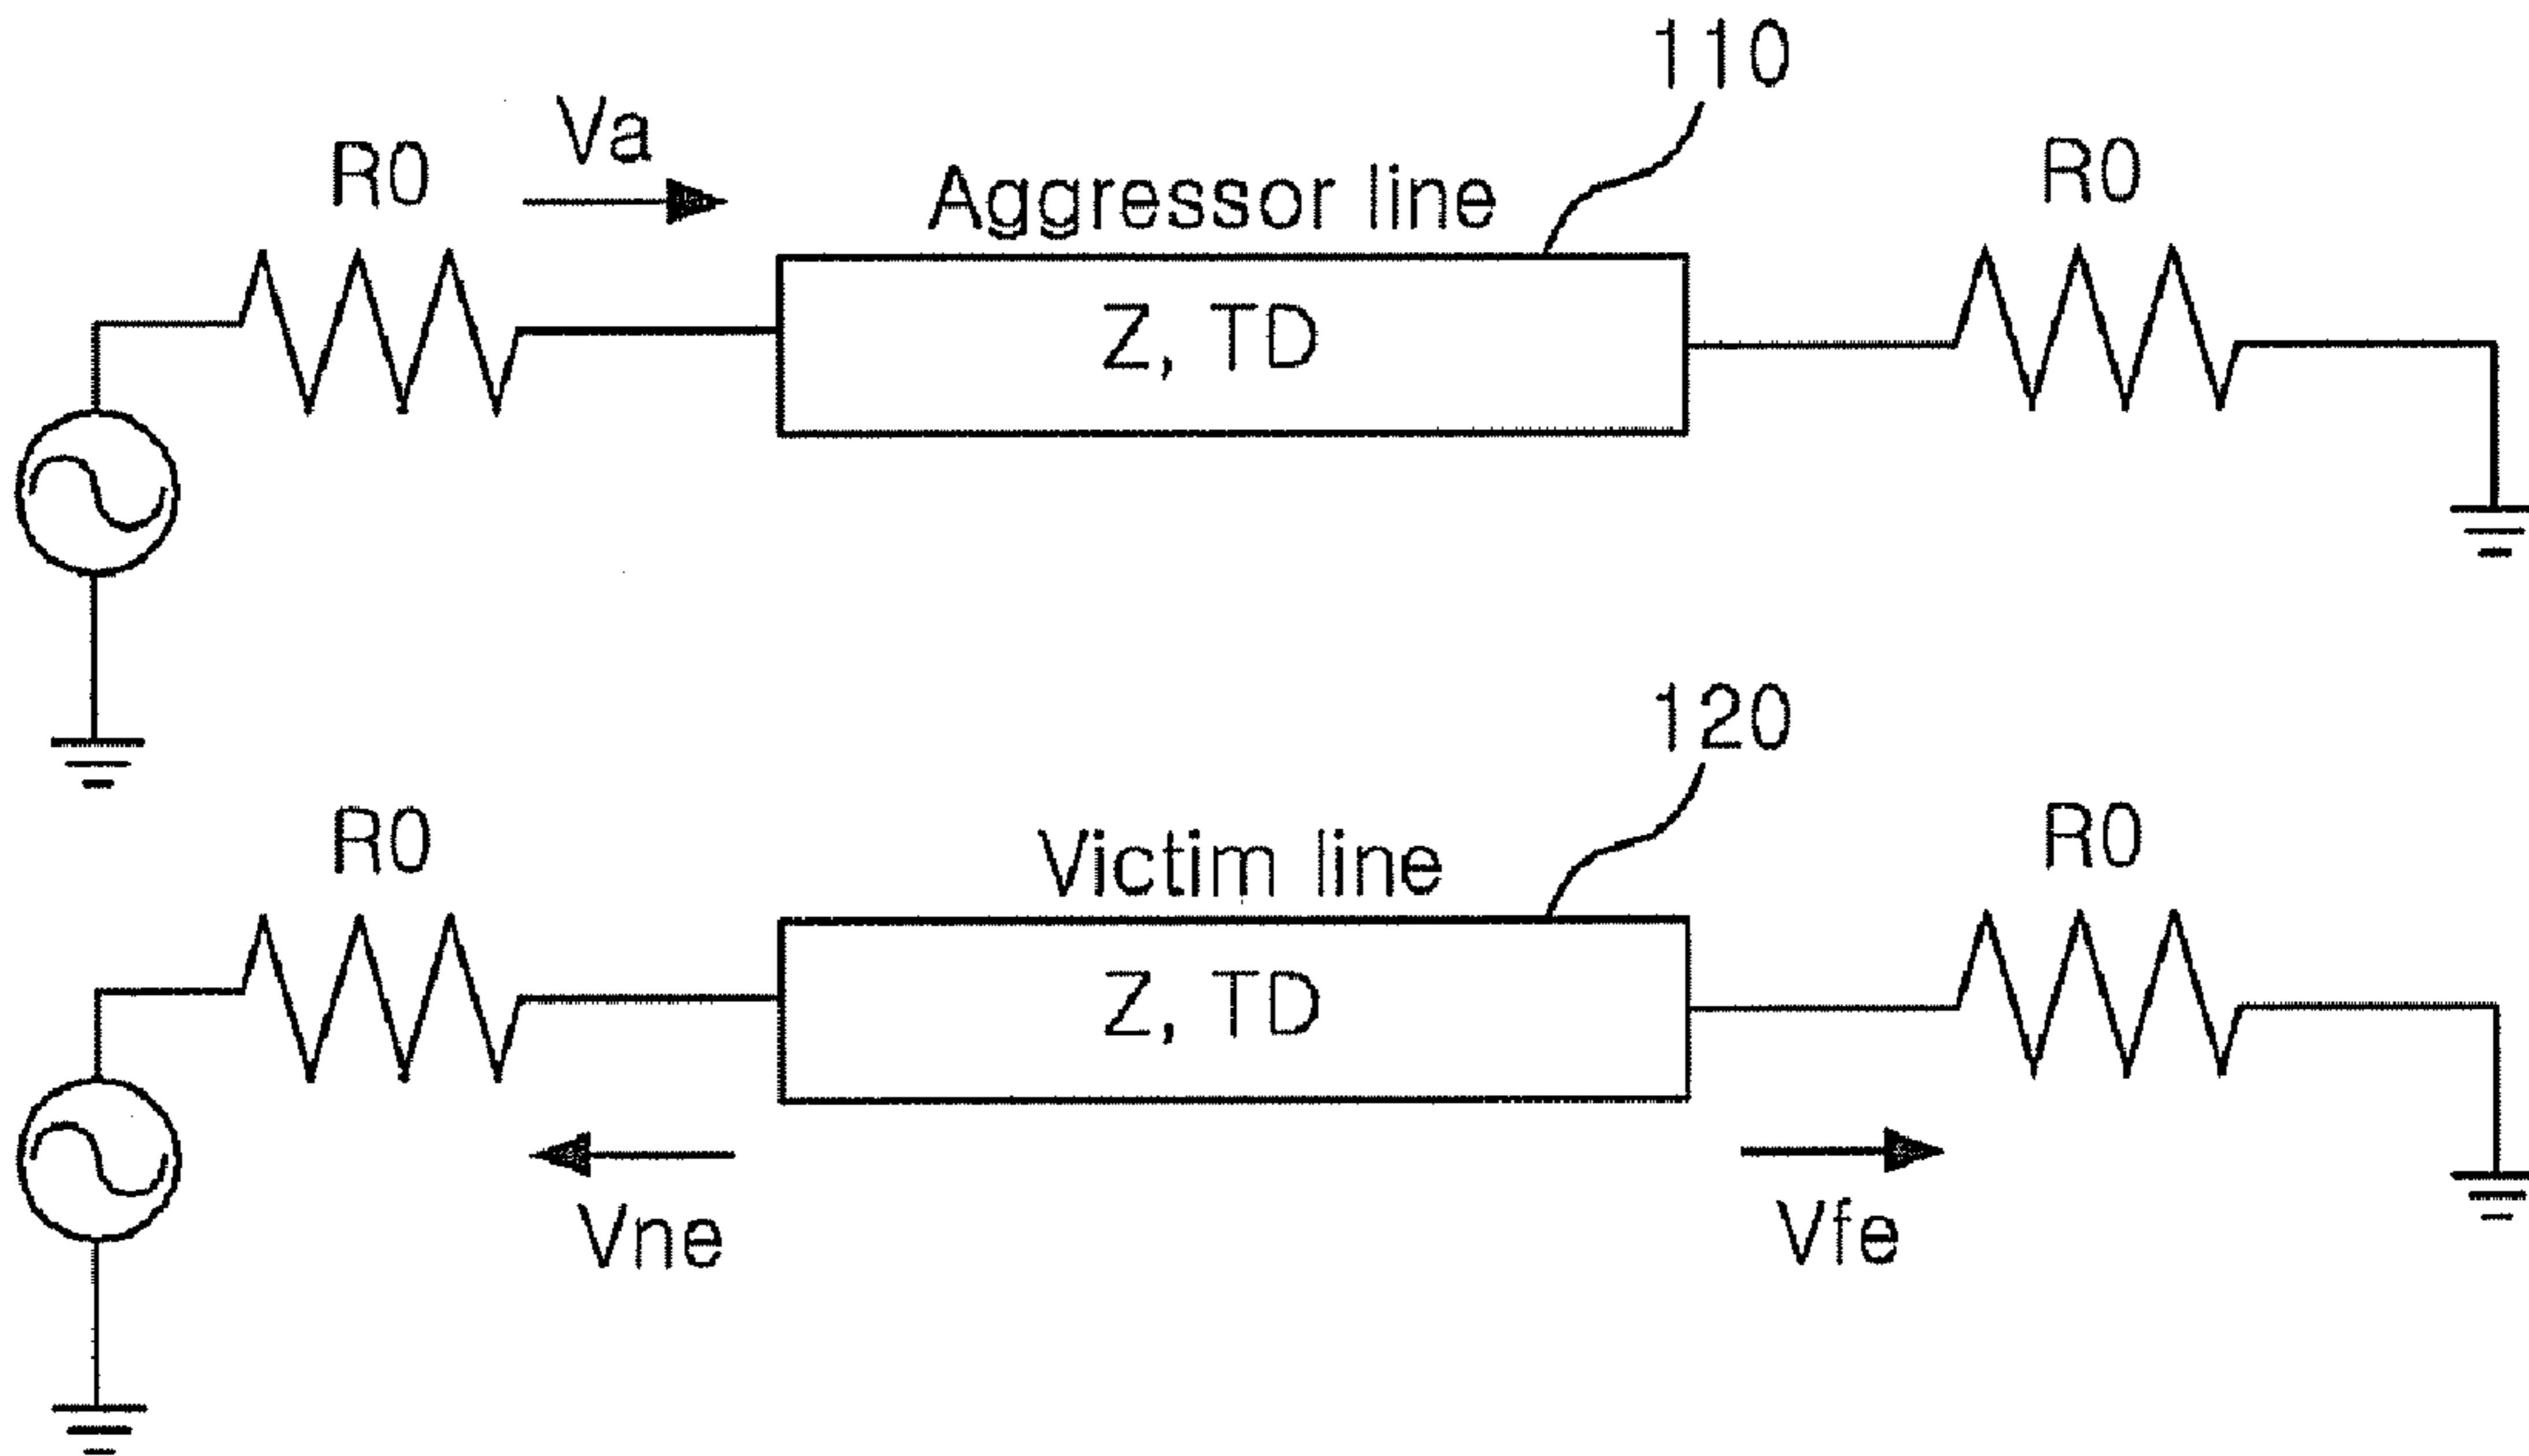 110
Va
R0
R0
Aggressor line
Z, TD
120
R0
R0
Victim line
Z, TD
Vne
Vfe